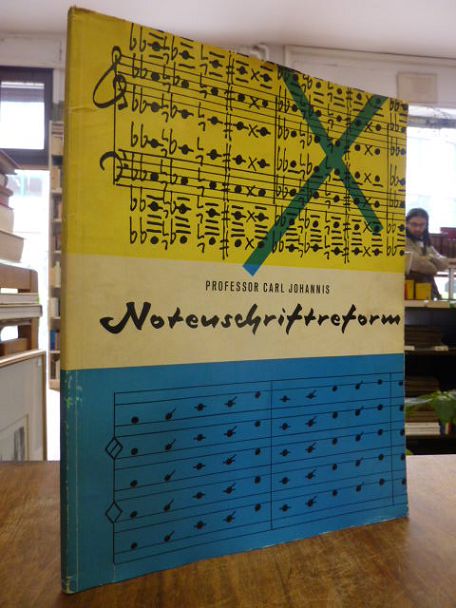 PROFESSOR CARL JOHANNIS
Notenschriftreform